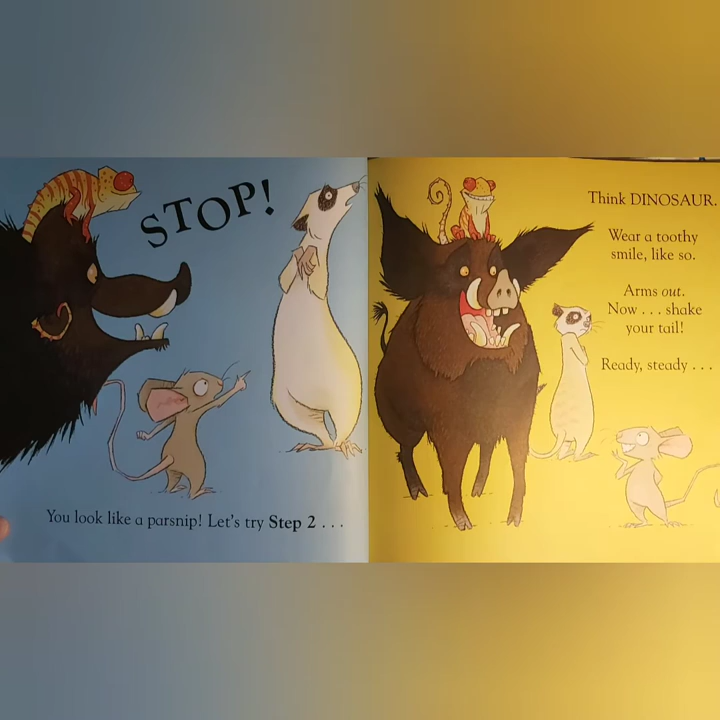 STOP!
You look like a parsnip! Let's try Step 2 . . .
Think DINOSAUR.
Wear a toothy
smile, like so.
Arms out.
Now . . . shake
your tail!
Ready, steady . . .